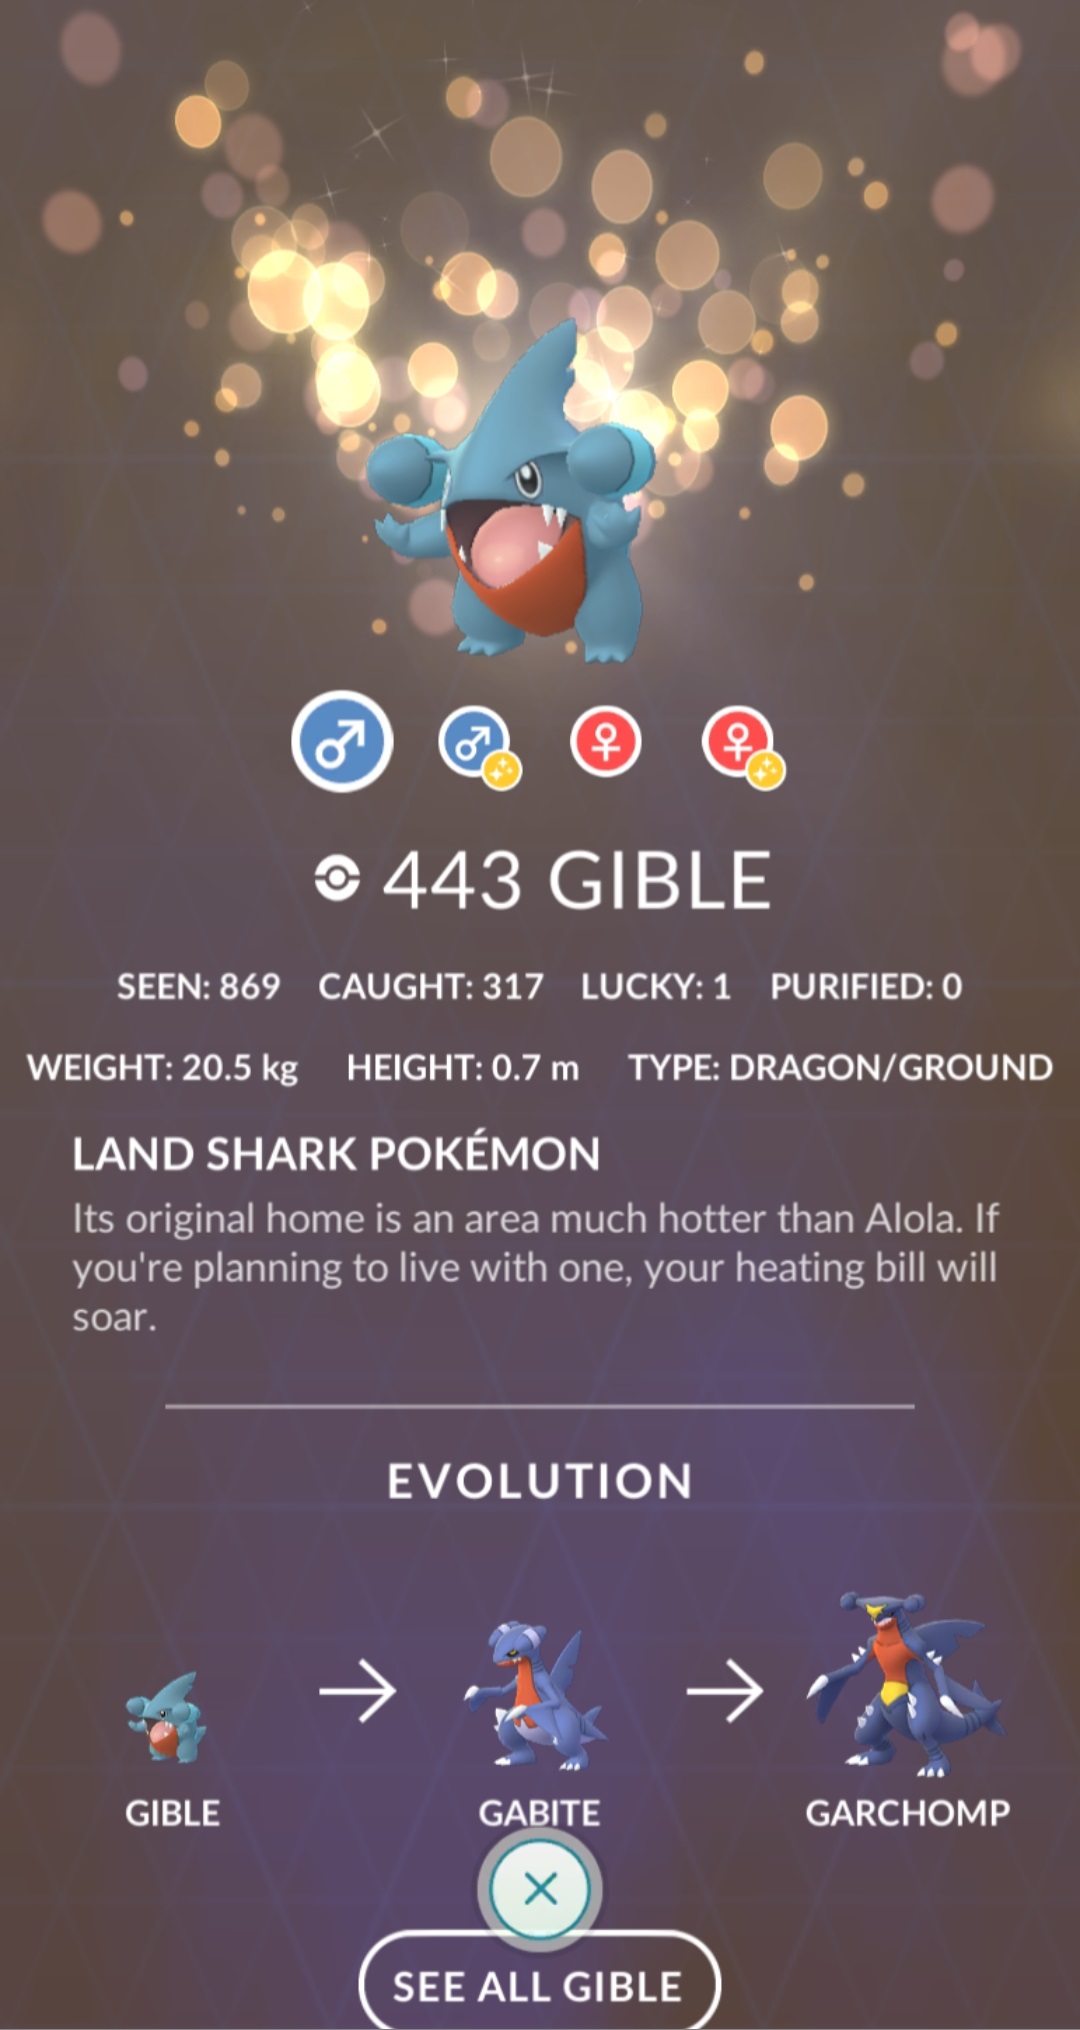 443 GIBLE
SEEN: 869 CAUGHT: 317 LUCKY: 1 PURIFIED: 0
WEIGHT: 20.5 kg HEIGHT: 0.7 m TYPE: DRAGON/GROUND
LAND SHARK POKÉMON
Its original home is an area much hotter than Alola. If
you're planning to live with one, your heating bill will
soar.
EVOLUTION
GIBLE GABITE GARCHOMP
SEE ALL GIBLE